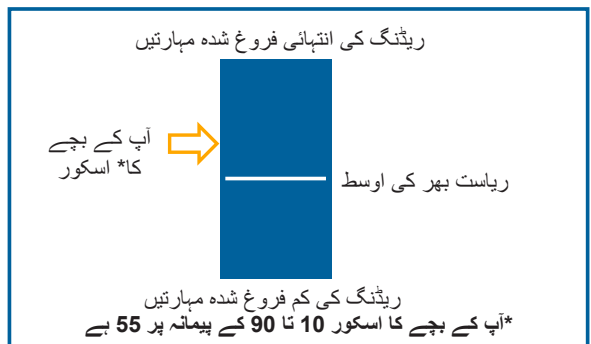 ریڈنگ کی انتہائی فروغ شدہ مہارتیں
آپ کے بچے
کا* اسکور
ریاست بھر کی اوسط
ریڈنگ کی کم فروغ شدہ مہارتیں
*آپ کے بچے کا اسکور 10 تا 90 کے پیمانہ پر 55 ہے